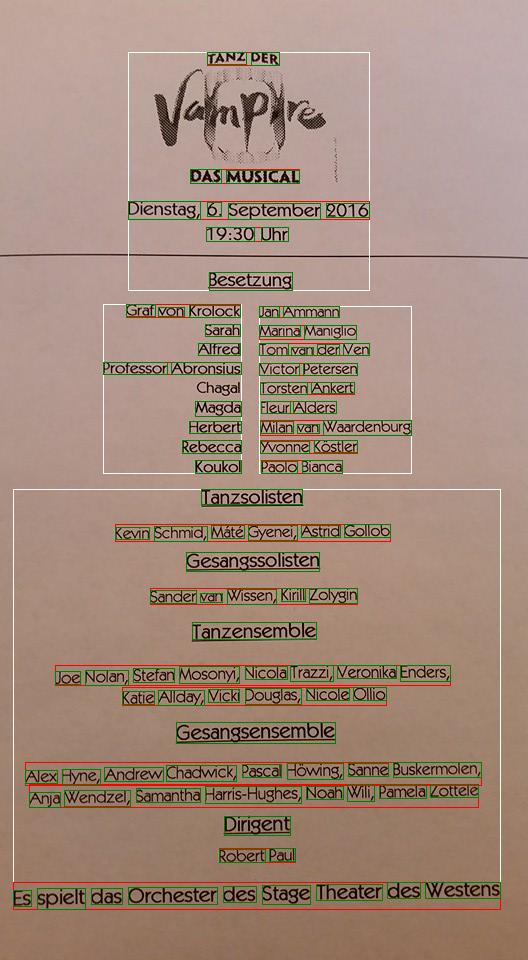 TANZ DER
Vampire
DAS MUSICAL
Dienstag, 6. September 2016
19:30 Uhr
Besetzung
Graf von Krolock Jan Ammann
Sarah Marina Maniglio
Alfred Tom van der Ven
Professor Abronsius Victor Petersen
Chagal Torsten Ankert
Magda Fleur Alders
Herbert Milan van Waardenburg
Rebecca Yvonne Köstler
Koukol Paolo Bianca
Tanzsolisten
Kevin Schmid, Máté Gyenei, Astrid Gollob
Gesangssolisten
Sander van Wissen, Kirill Zolygin
Tanzensemble
Joe Nolan, Stefan Mosonyi, Nicola Trazzi, Veronika Enders,
Katie Allday, Vicki Douglas, Nicole Ollio
Gesangsensemble
Alex Hyne, Andrew Chadwick, Pascal Höwing, Sanne Buskermolen,
Anja Wendzel, Samantha Harris-Hughes, Noah Wili, Pamela Zottele
Dirigent
Robert Paul
Es spielt das Orchester des Stage Theater des Westens